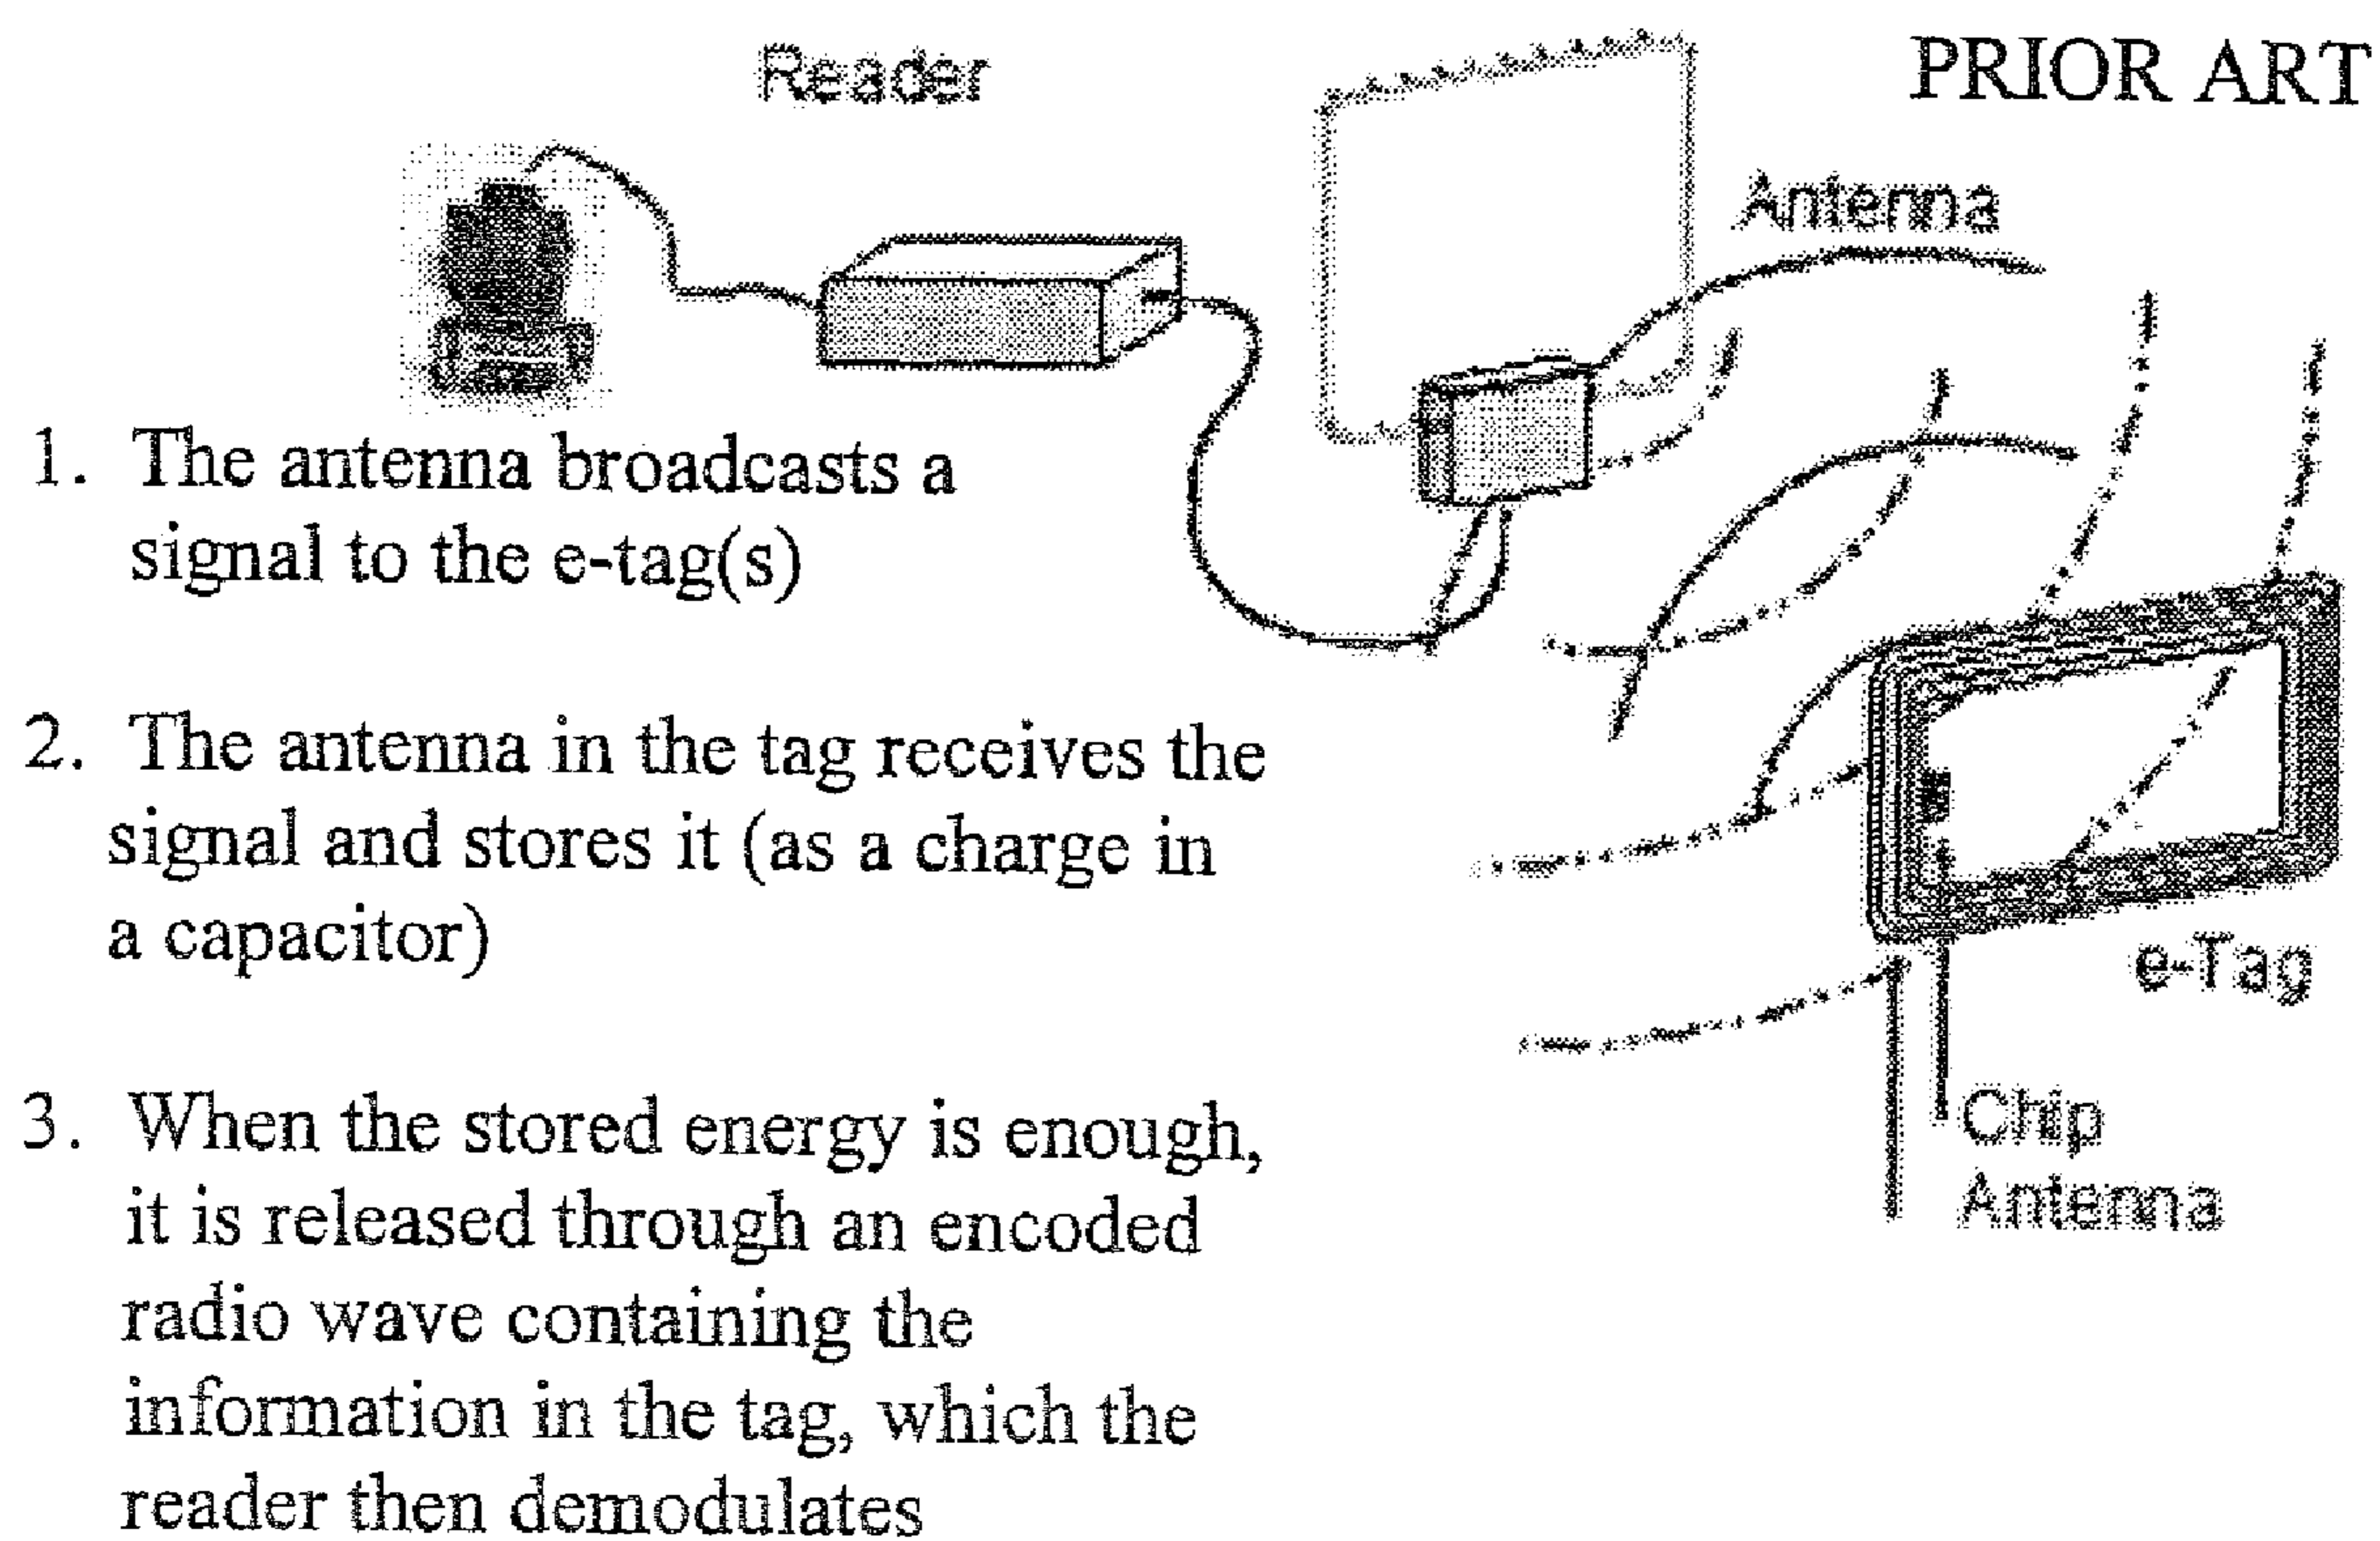 Reader
PRIOR ART
Antenna
1. The antenna broadcasts a
signal to the e-tag(s)
2. The antenna in the tag receives the
signal and stores it (as a charge in
a capacitor)
3. When the stored energy is enough,
it is released through an encoded
radio wave containing the
information in the tag, which the
reader then demodulates
e-Tag
Chip
Antenna